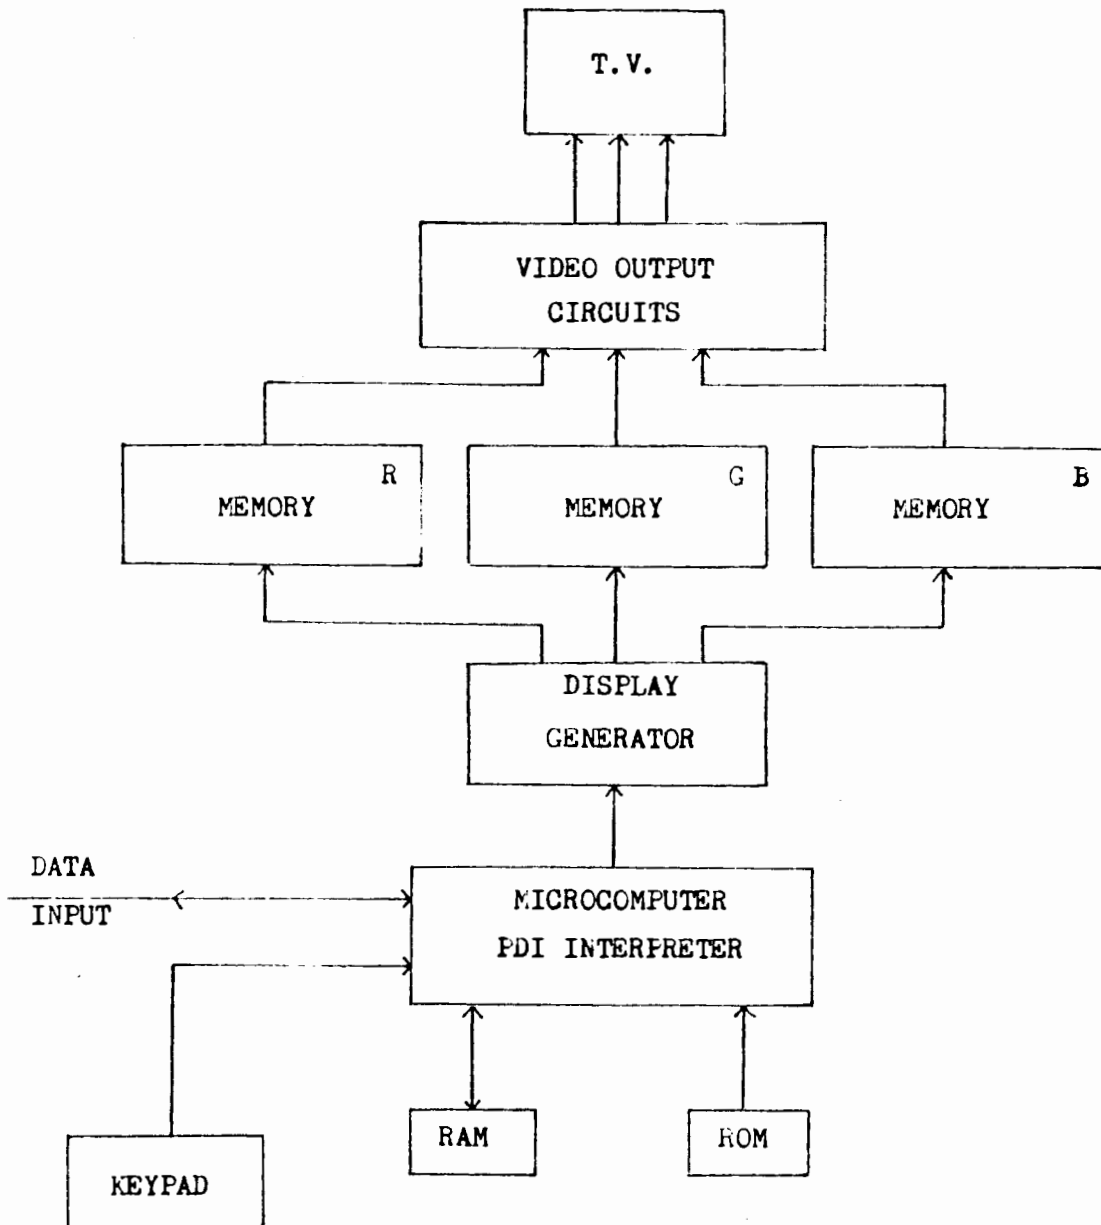 T.V.
VIDEO OUTPUT
CIRCUITS
R
MEMORY
G
MEMORY
B
MEMORY
DISPLAY
GENERATOR
DATA
INPUT
MICROCOMPUTER
PDI INTERPRETER
RAM
ROM
KEYPAD